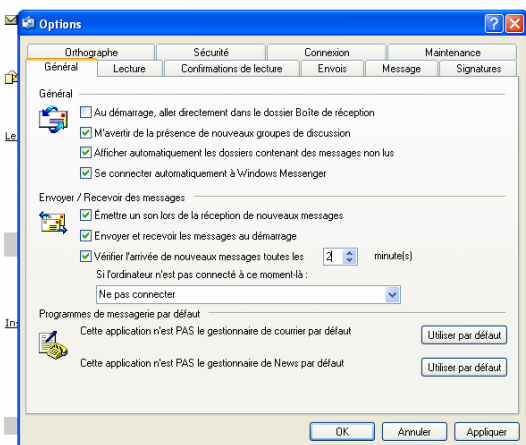 Options
Orthographe Sécurité Connexion Maintenance
Général Lecture Confirmations de lecture Envois Message Signatures
Général
Au démarrage, aller directement dans le dossier Boîte de réception
M'avertir de la présence de nouveaux groupes de discussion
Afficher automatiquement les dossiers contenant des messages non lus
Le
Se connecter automatiquement à Windows Messenger
Envoyer / Recevoir des messages
Émettre un son lors de la réception de nouveaux messages
Envoyer et recevoir les messages au démarrage
Vérifier l'arrivée de nouveaux messages toutes les 2 minute(s)
Si l'ordinateur n'est pas connecté à ce moment-là :
Ne pas connecter
Programmes de messagerie par défaut
Ins
Cette application n'est PAS le gestionnaire de courrier par défaut Utiliser par défaut
Cette application n'est PAS le gestionnaire de News par défaut Utiliser par défaut
OK Annuler Appliquer